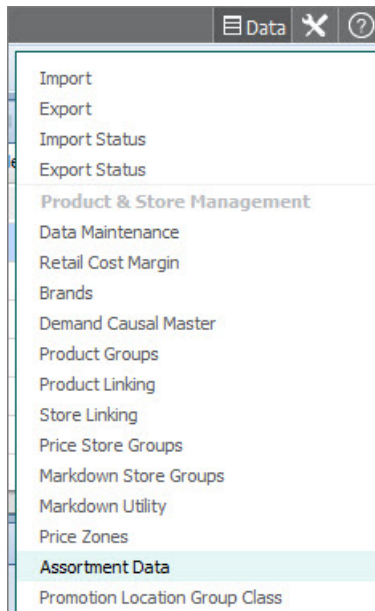 Data
Import
Export
Import Status
Export Status
Product & Store Management
Data Maintenance
Retail Cost Margin
Brands
Demand Causal Master
Product Groups
Product Linking
Store Linking
Price Store Groups
Markdown Store Groups
Markdown Utility
Price Zones
Assortment Data
Promotion Location Group Class